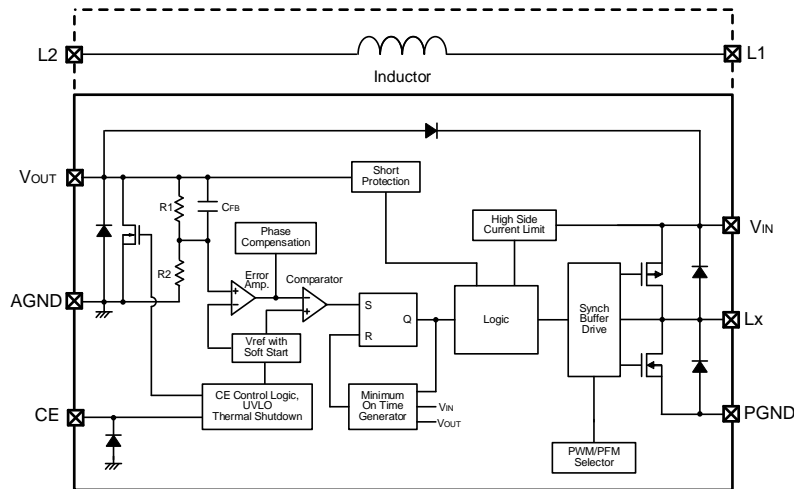 L2
L1
Inductor
VOUT
Short
Protection
R1
CFB
High Side
Current Limit
VIN
Phase
Compensation
R2
Error
Amp.
Comparator
AGND
S
Q
R
Logic
Synch
Buffer
Drive
Lx
Vref with
Soft Start
CE Control Logic,
UVLO
Thermal Shutdown
Minimum
On Time
Generator
VIN
VOUT
CE
PGND
PWM/PFM
Selector